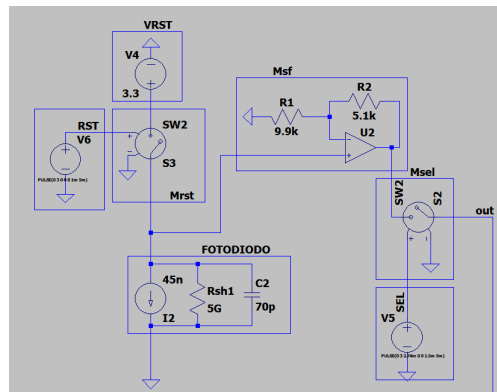 VRST
V4
3.3
Msf
R1
9.9k
R2
5.1k
U2
RST
V6
SW2
S3
Mrst
Msel
SW2
S2
out
FOTODIODO
45n
I2
Rsh1
5G
C2
70p
SEL
V5